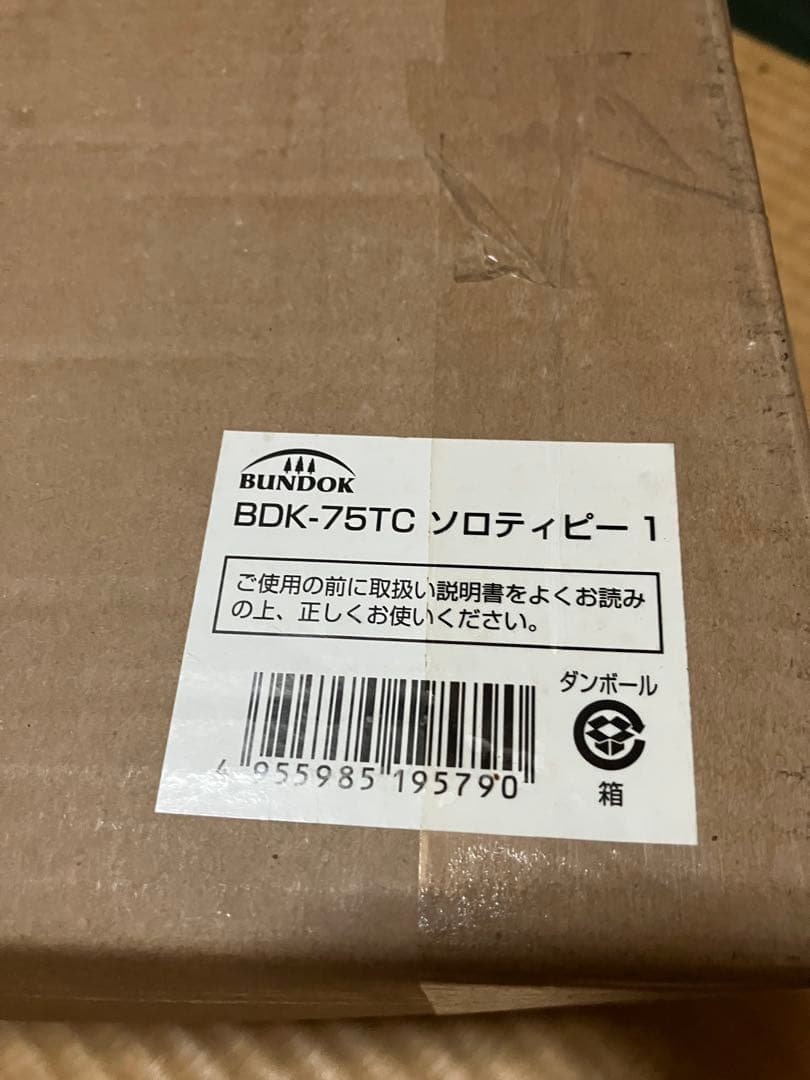 BUNDOK
BDK-75TC ソロティピー 1
ご使用の前に取扱い説明書をよくお読み
の上、正しくお使いください。
ダンボール
箱
4 955985 195790